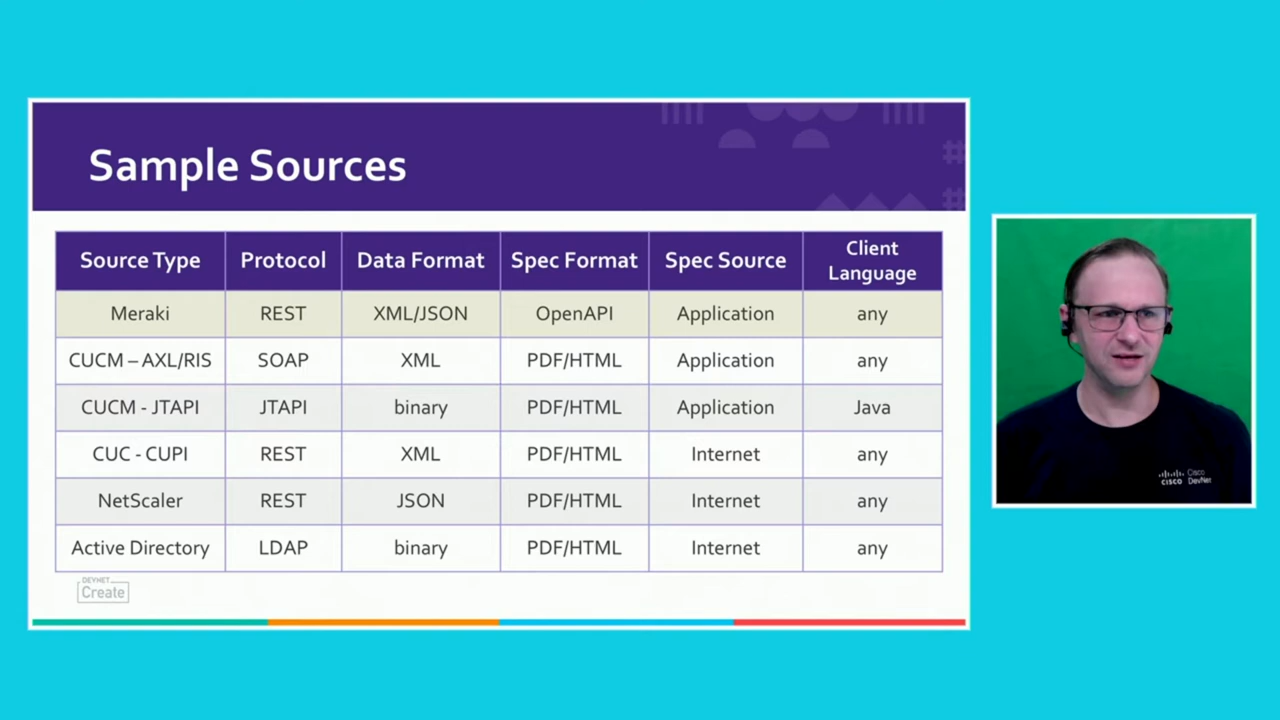 Sample Sources
Source Type Protocol Data Format Spec Format Spec Source Client Language
Meraki REST XML/JSON OpenAPI Application any
CUCM – AXL/RIS SOAP XML PDF/HTML Application any
CUCM - JTAPI JTAPI binary PDF/HTML Application Java
CUC - CUPI REST XML PDF/HTML Internet any
NetScaler REST JSON PDF/HTML Internet any
Active Directory LDAP binary PDF/HTML Internet any
DEVNET
Create
CISCO
Cisco
DevNet